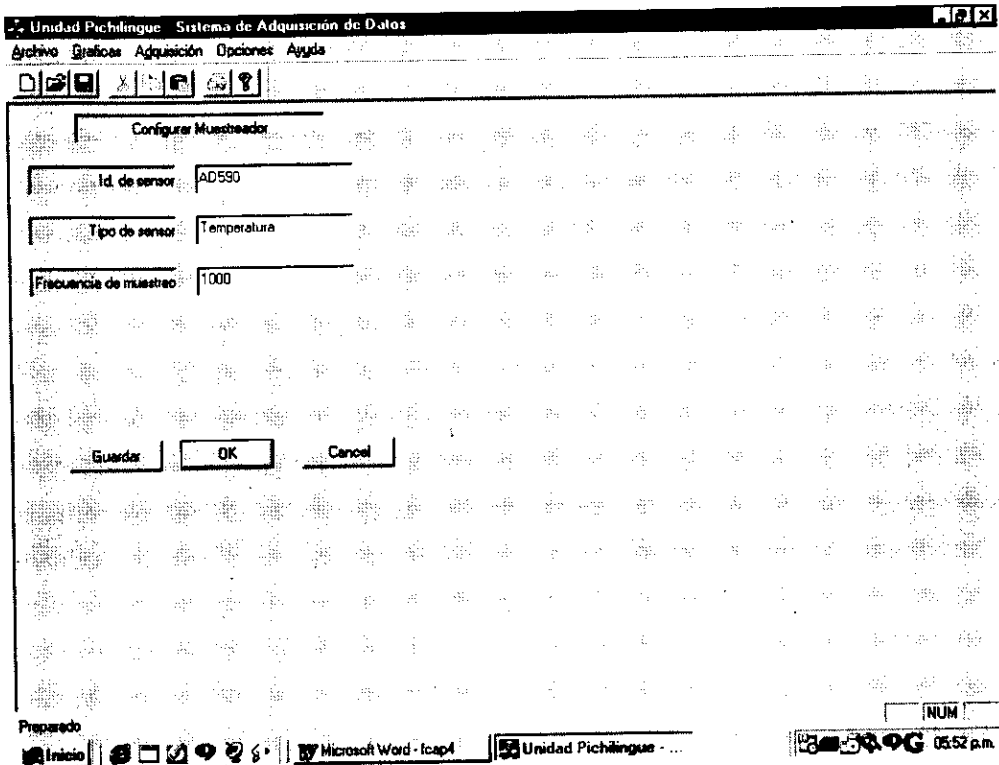 Unidad Pichilingue - Sistema de Adquisición de Datos
Archivo Graficas Adquisición Opciones Ayuda
Configurar Muestreador
Id. de sensor AD590
Tipo de sensor Temperatura
Frecuencia de muestreo 1000
Guardar OK Cancel
Preparado NUM
Inicio Microsoft Word - fcap4 Unidad Pichilingue - ... 05:52 p.m.